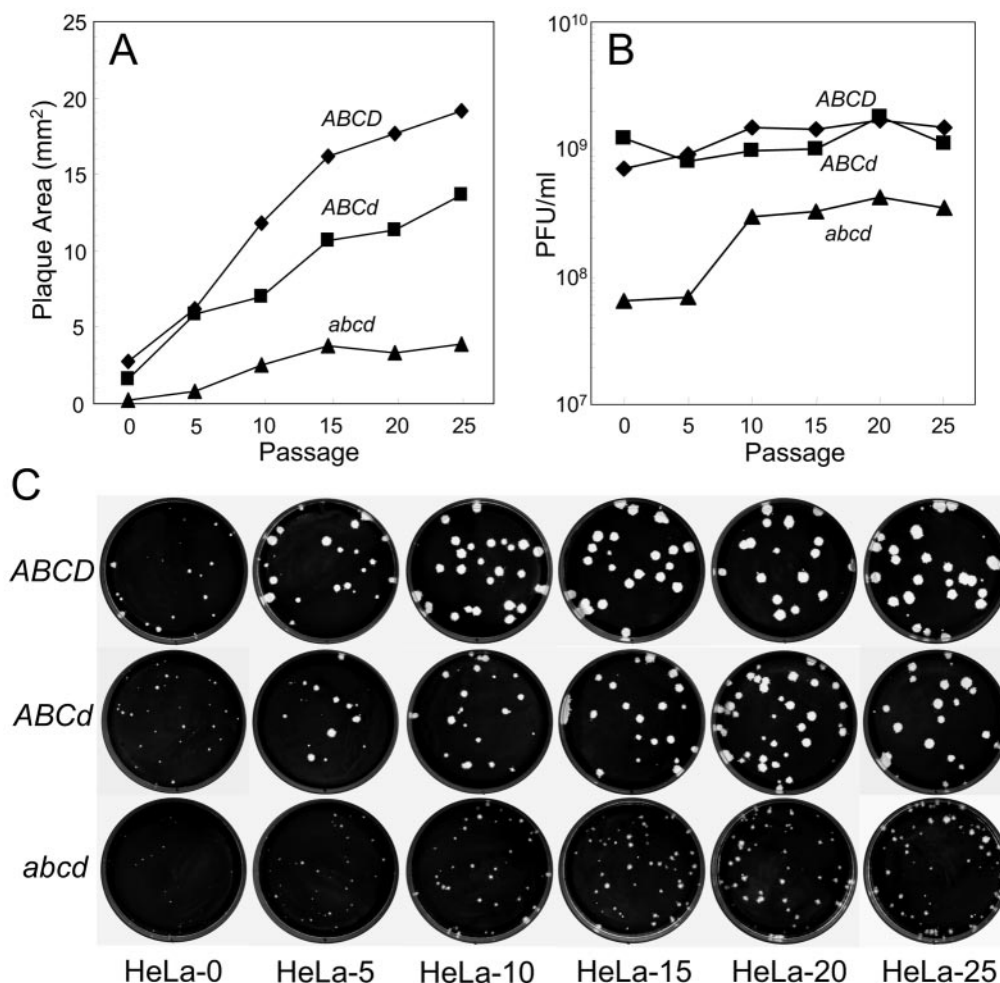 A
Plaque Area (mm²)
25
20
15
10
5
0
ABCD
ABCd
abcd
0 5 10 15 20 25
Passage
B
PFU/ml
10¹⁰
10⁹
10⁸
10⁷
ABCD
ABCd
abcd
0 5 10 15 20 25
Passage
C
ABCD
ABCd
abcd
HeLa-0 HeLa-5 HeLa-10 HeLa-15 HeLa-20 HeLa-25